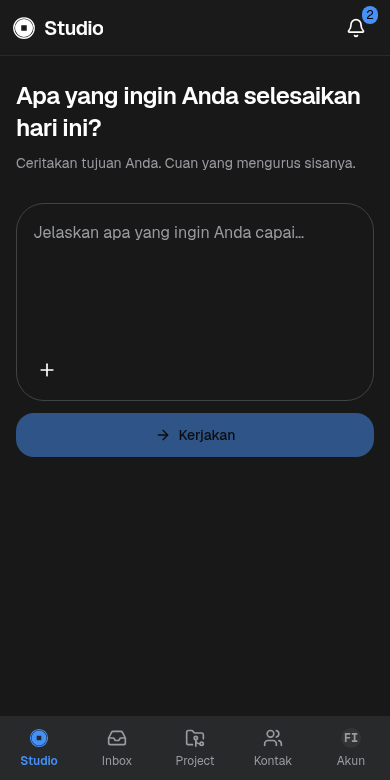 Studio
2
Apa yang ingin Anda selesaikan
hari ini?
Ceritakan tujuan Anda. Cuan yang mengurus sisanya.
Jelaskan apa yang ingin Anda capai...
Kerjakan
Studio
Inbox
Project
Kontak
FI
Akun